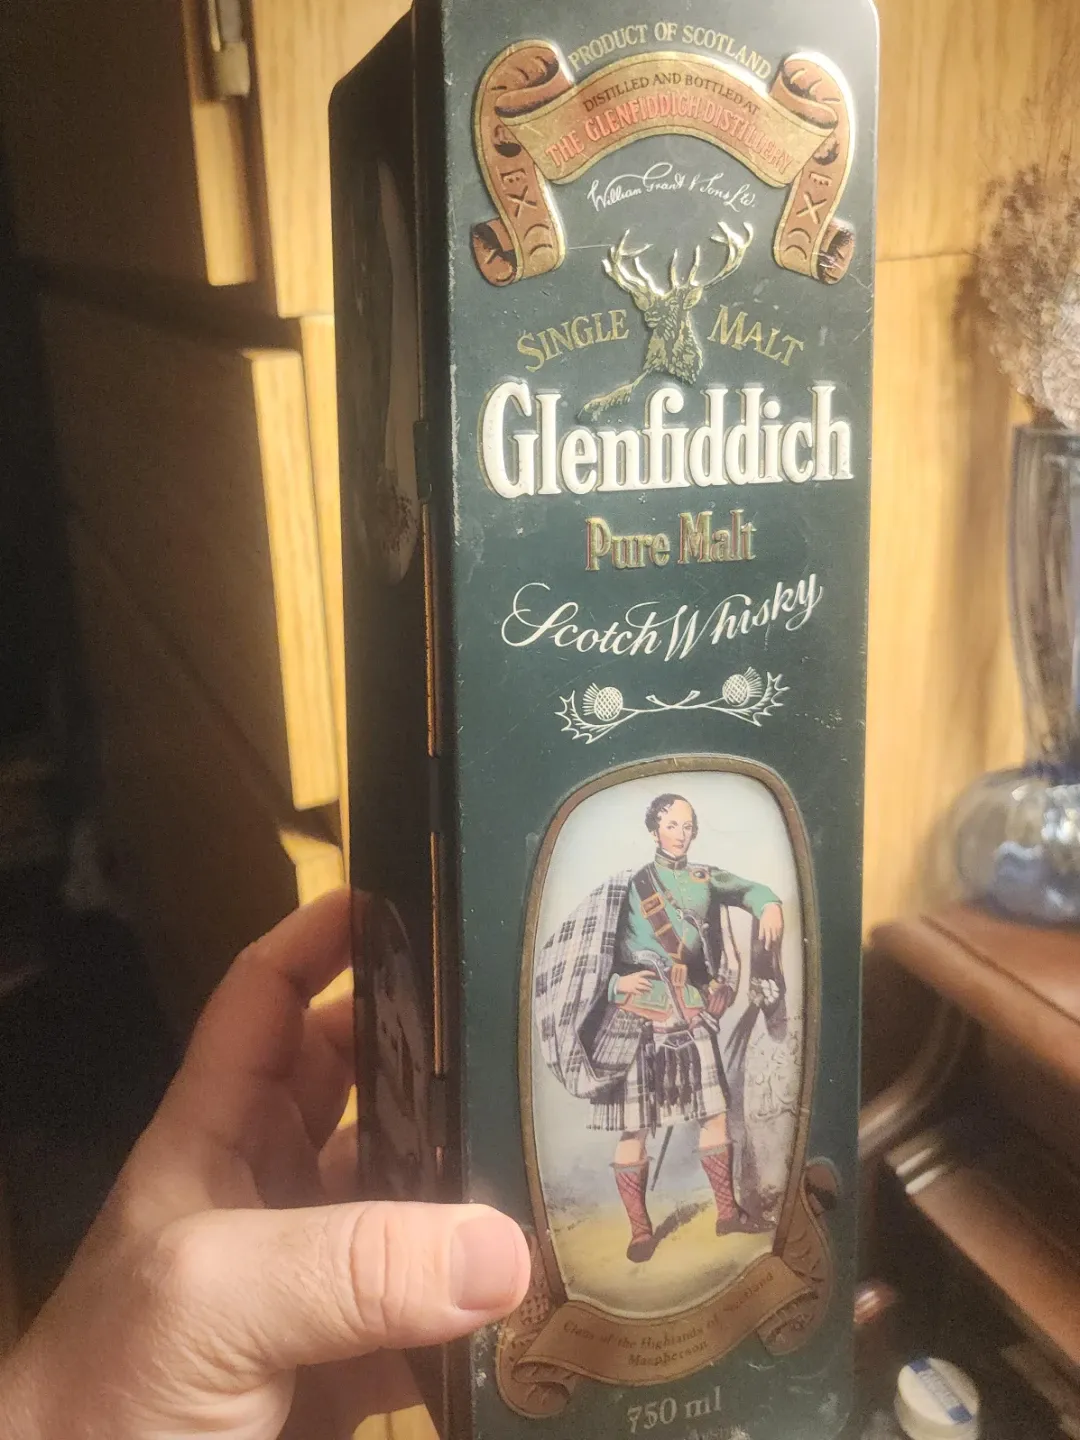 PRODUCT OF SCOTLAND
DISTILLED AND BOTTLED AT
THE GLENFIDDICH DISTILLERY
William Grant & Sons Ltd.
SINGLE MALT
Glenfiddich
Pure Malt
Scotch Whisky
Clans of the Highlands of Scotland
Macpherson
750 ml